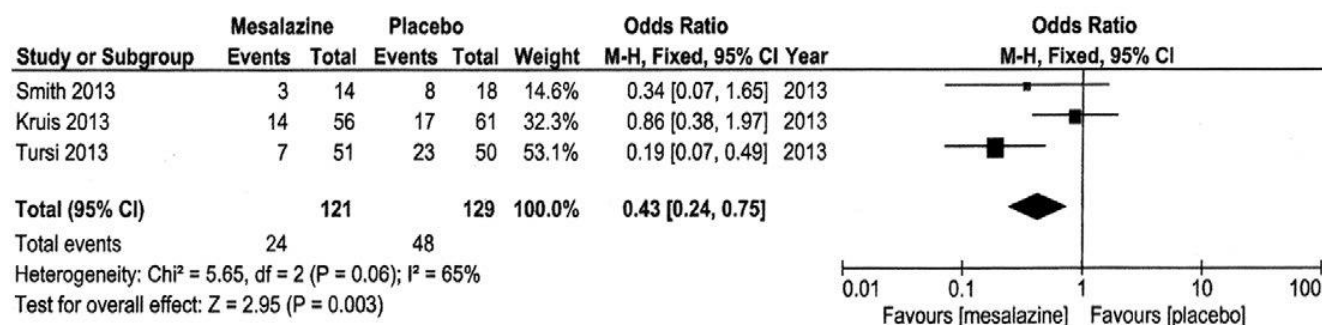 Mesalazine Placebo Odds Ratio Odds Ratio
Study or Subgroup Events Total Events Total Weight M-H, Fixed, 95% CI Year M-H, Fixed, 95% CI
Smith 2013 3 14 8 18 14.6% 0.34 [0.07, 1.65] 2013
Kruis 2013 14 56 17 61 32.3% 0.86 [0.38, 1.97] 2013
Tursi 2013 7 51 23 50 53.1% 0.19 [0.07, 0.49] 2013
Total (95% CI) 121 129 100.0% 0.43 [0.24, 0.75]
Total events 24 48
Heterogeneity: Chi² = 5.65, df = 2 (P = 0.06); I² = 65%
Test for overall effect: Z = 2.95 (P = 0.003)
0.01 0.1 1 10 100
Favours [mesalazine] Favours [placebo]